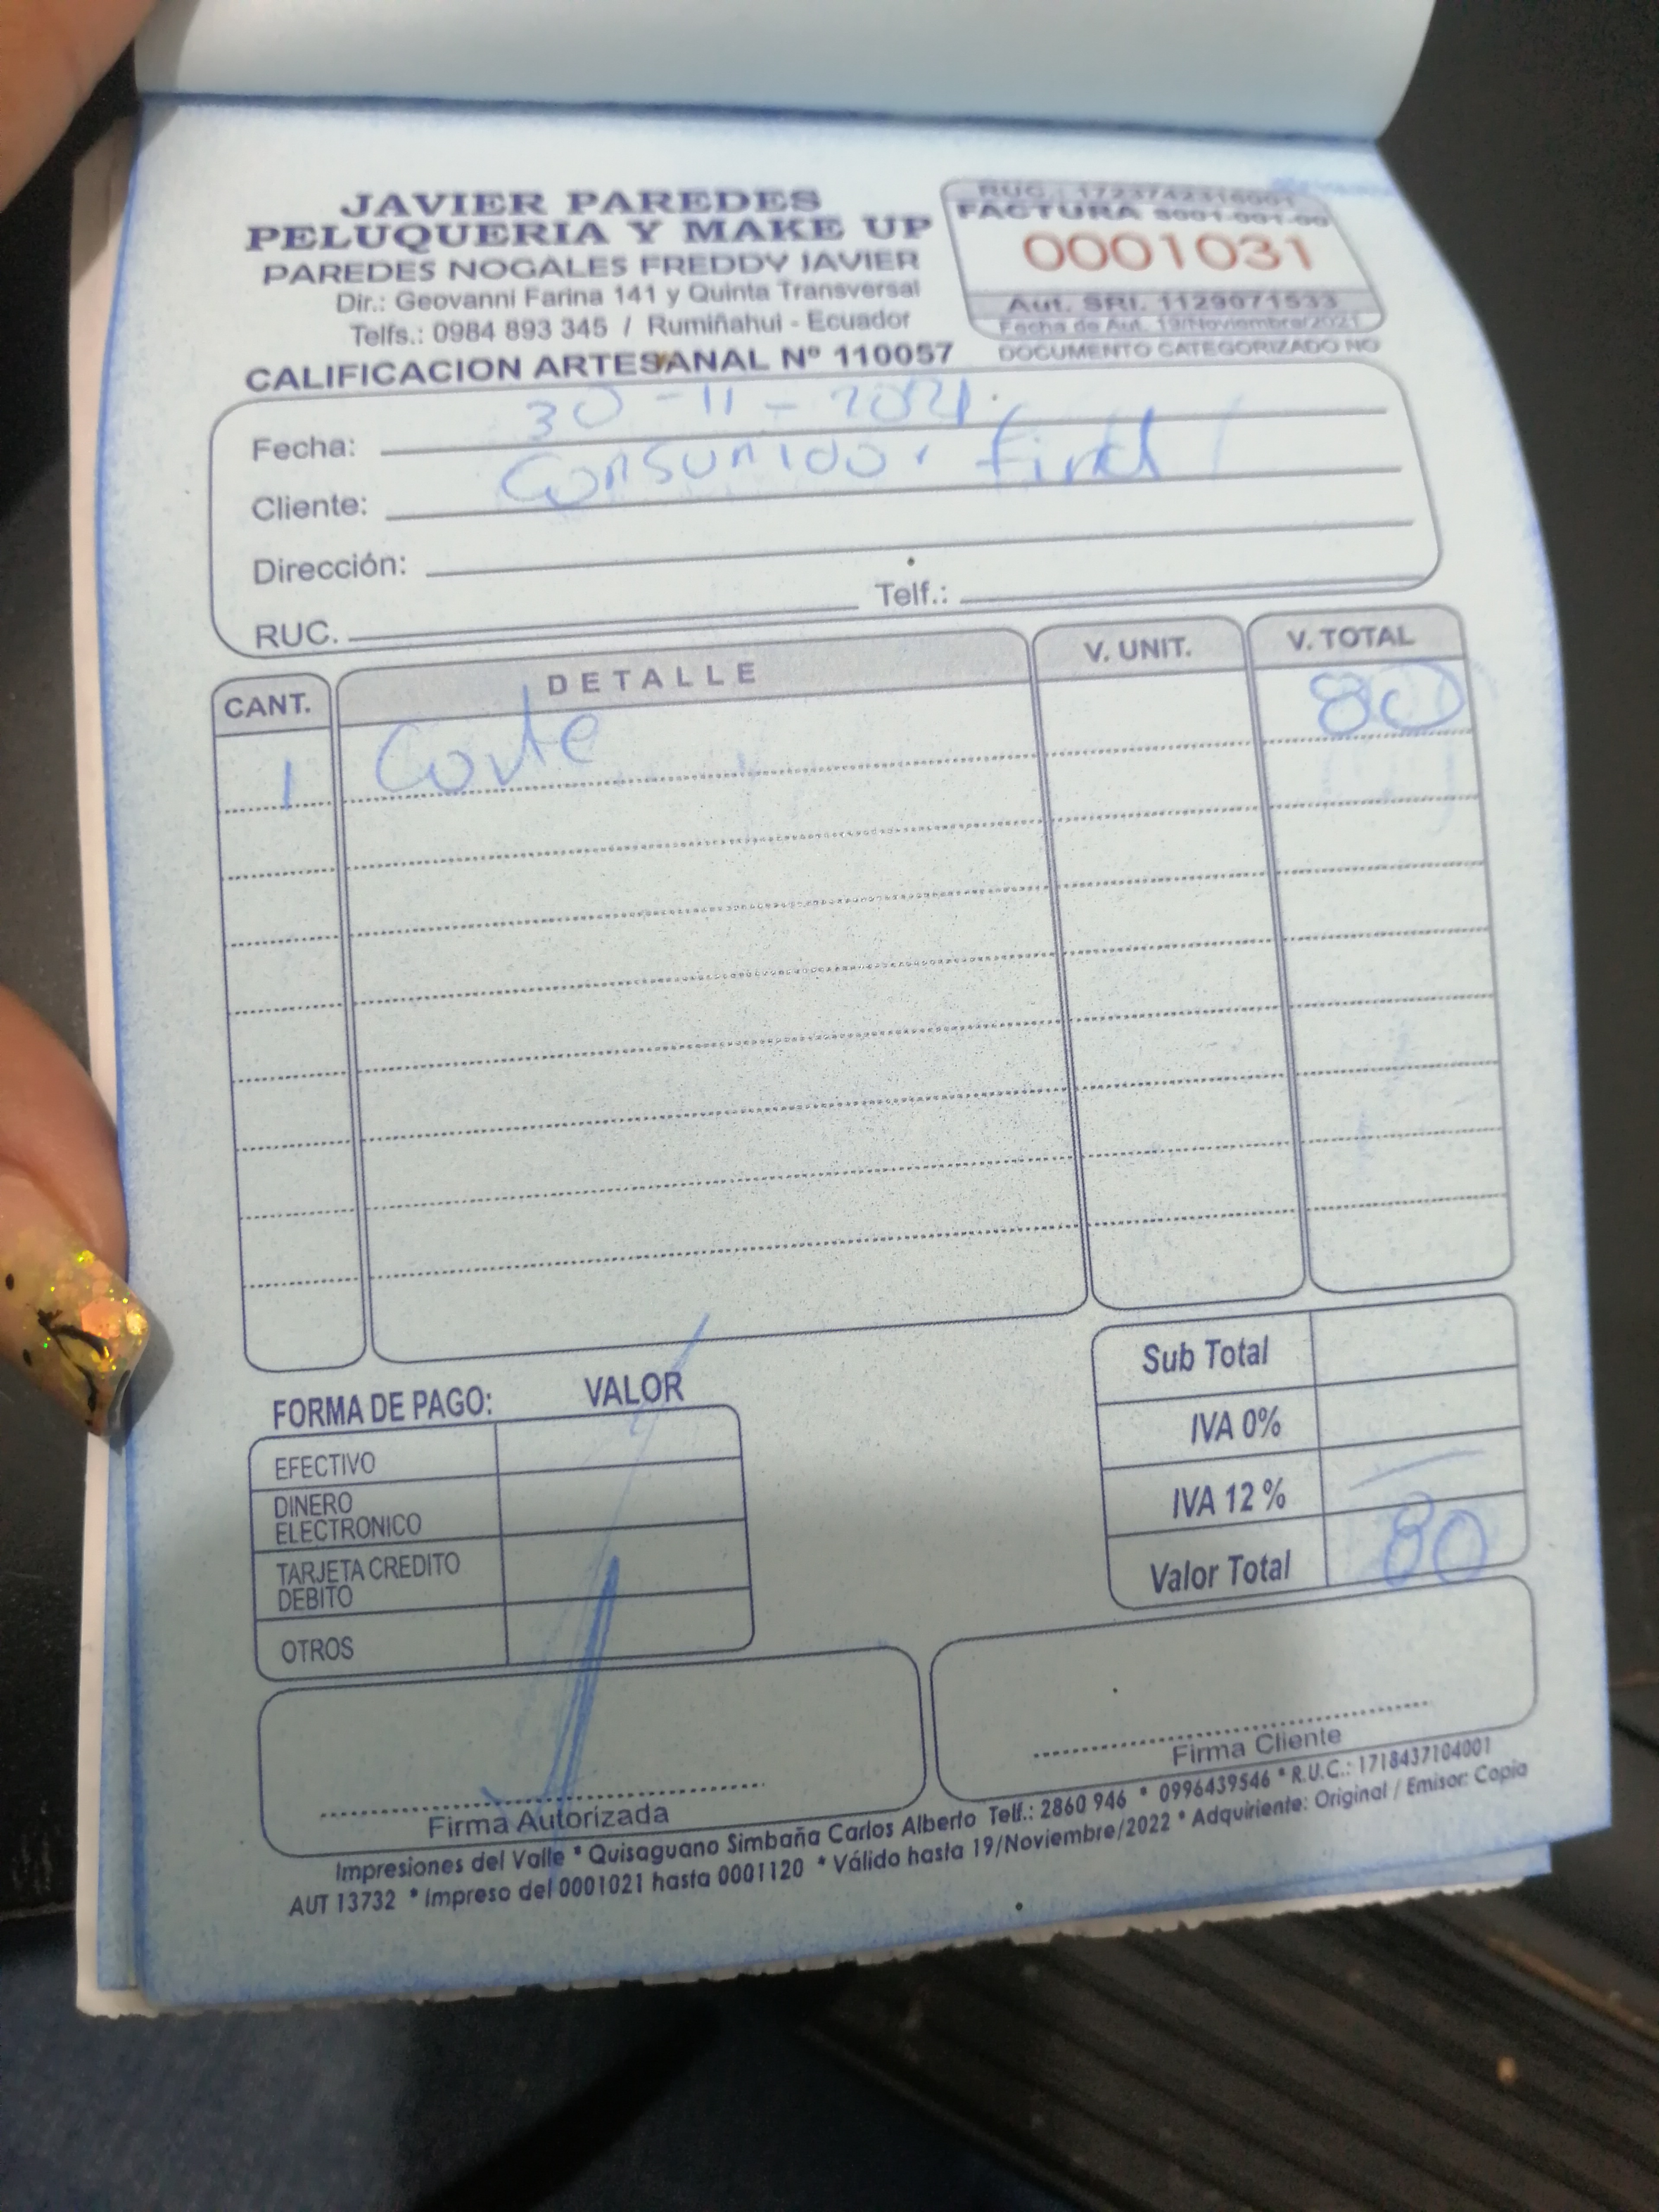 JAVIER PAREDES
PELUQUERIA Y MAKE UP
PAREDES NOGALES FREDDY JAVIER
Dir.: Geovanni Farina 141 y Quinta Transversal
Telfs.: 0984 893 345 / Rumiñahui - Ecuador
CALIFICACION ARTESANAL Nº 110057
RUC.: 1723742316001
FACTURA S001-001-00
0001031
Aut. SRI. 1129071533
Fecha de Aut. 19/Noviembre/2021
DOCUMENTO CATEGORIZADO NO
Fecha: 30-11-2021.
Cliente: Consumidor final
Dirección:
RUC. Telf.:
CANT. DETALLE V. UNIT. V. TOTAL
1 Corte 80
FORMA DE PAGO: VALOR
EFECTIVO
DINERO
ELECTRONICO
TARJETA CREDITO
DEBITO
OTROS
Sub Total
IVA 0%
IVA 12 %
Valor Total 80
Firma Autorizada
Firma Cliente
Impresiones del Valle * Quisaguano Simbaña Carlos Alberto Telf.: 2860 946 * 0996439546 * R.U.C.: 1718437104001
AUT 13732 * Impreso del 0001021 hasta 0001120 * Válido hasta 19/Noviembre/2022 * Adquiriente: Original / Emisor: Copia